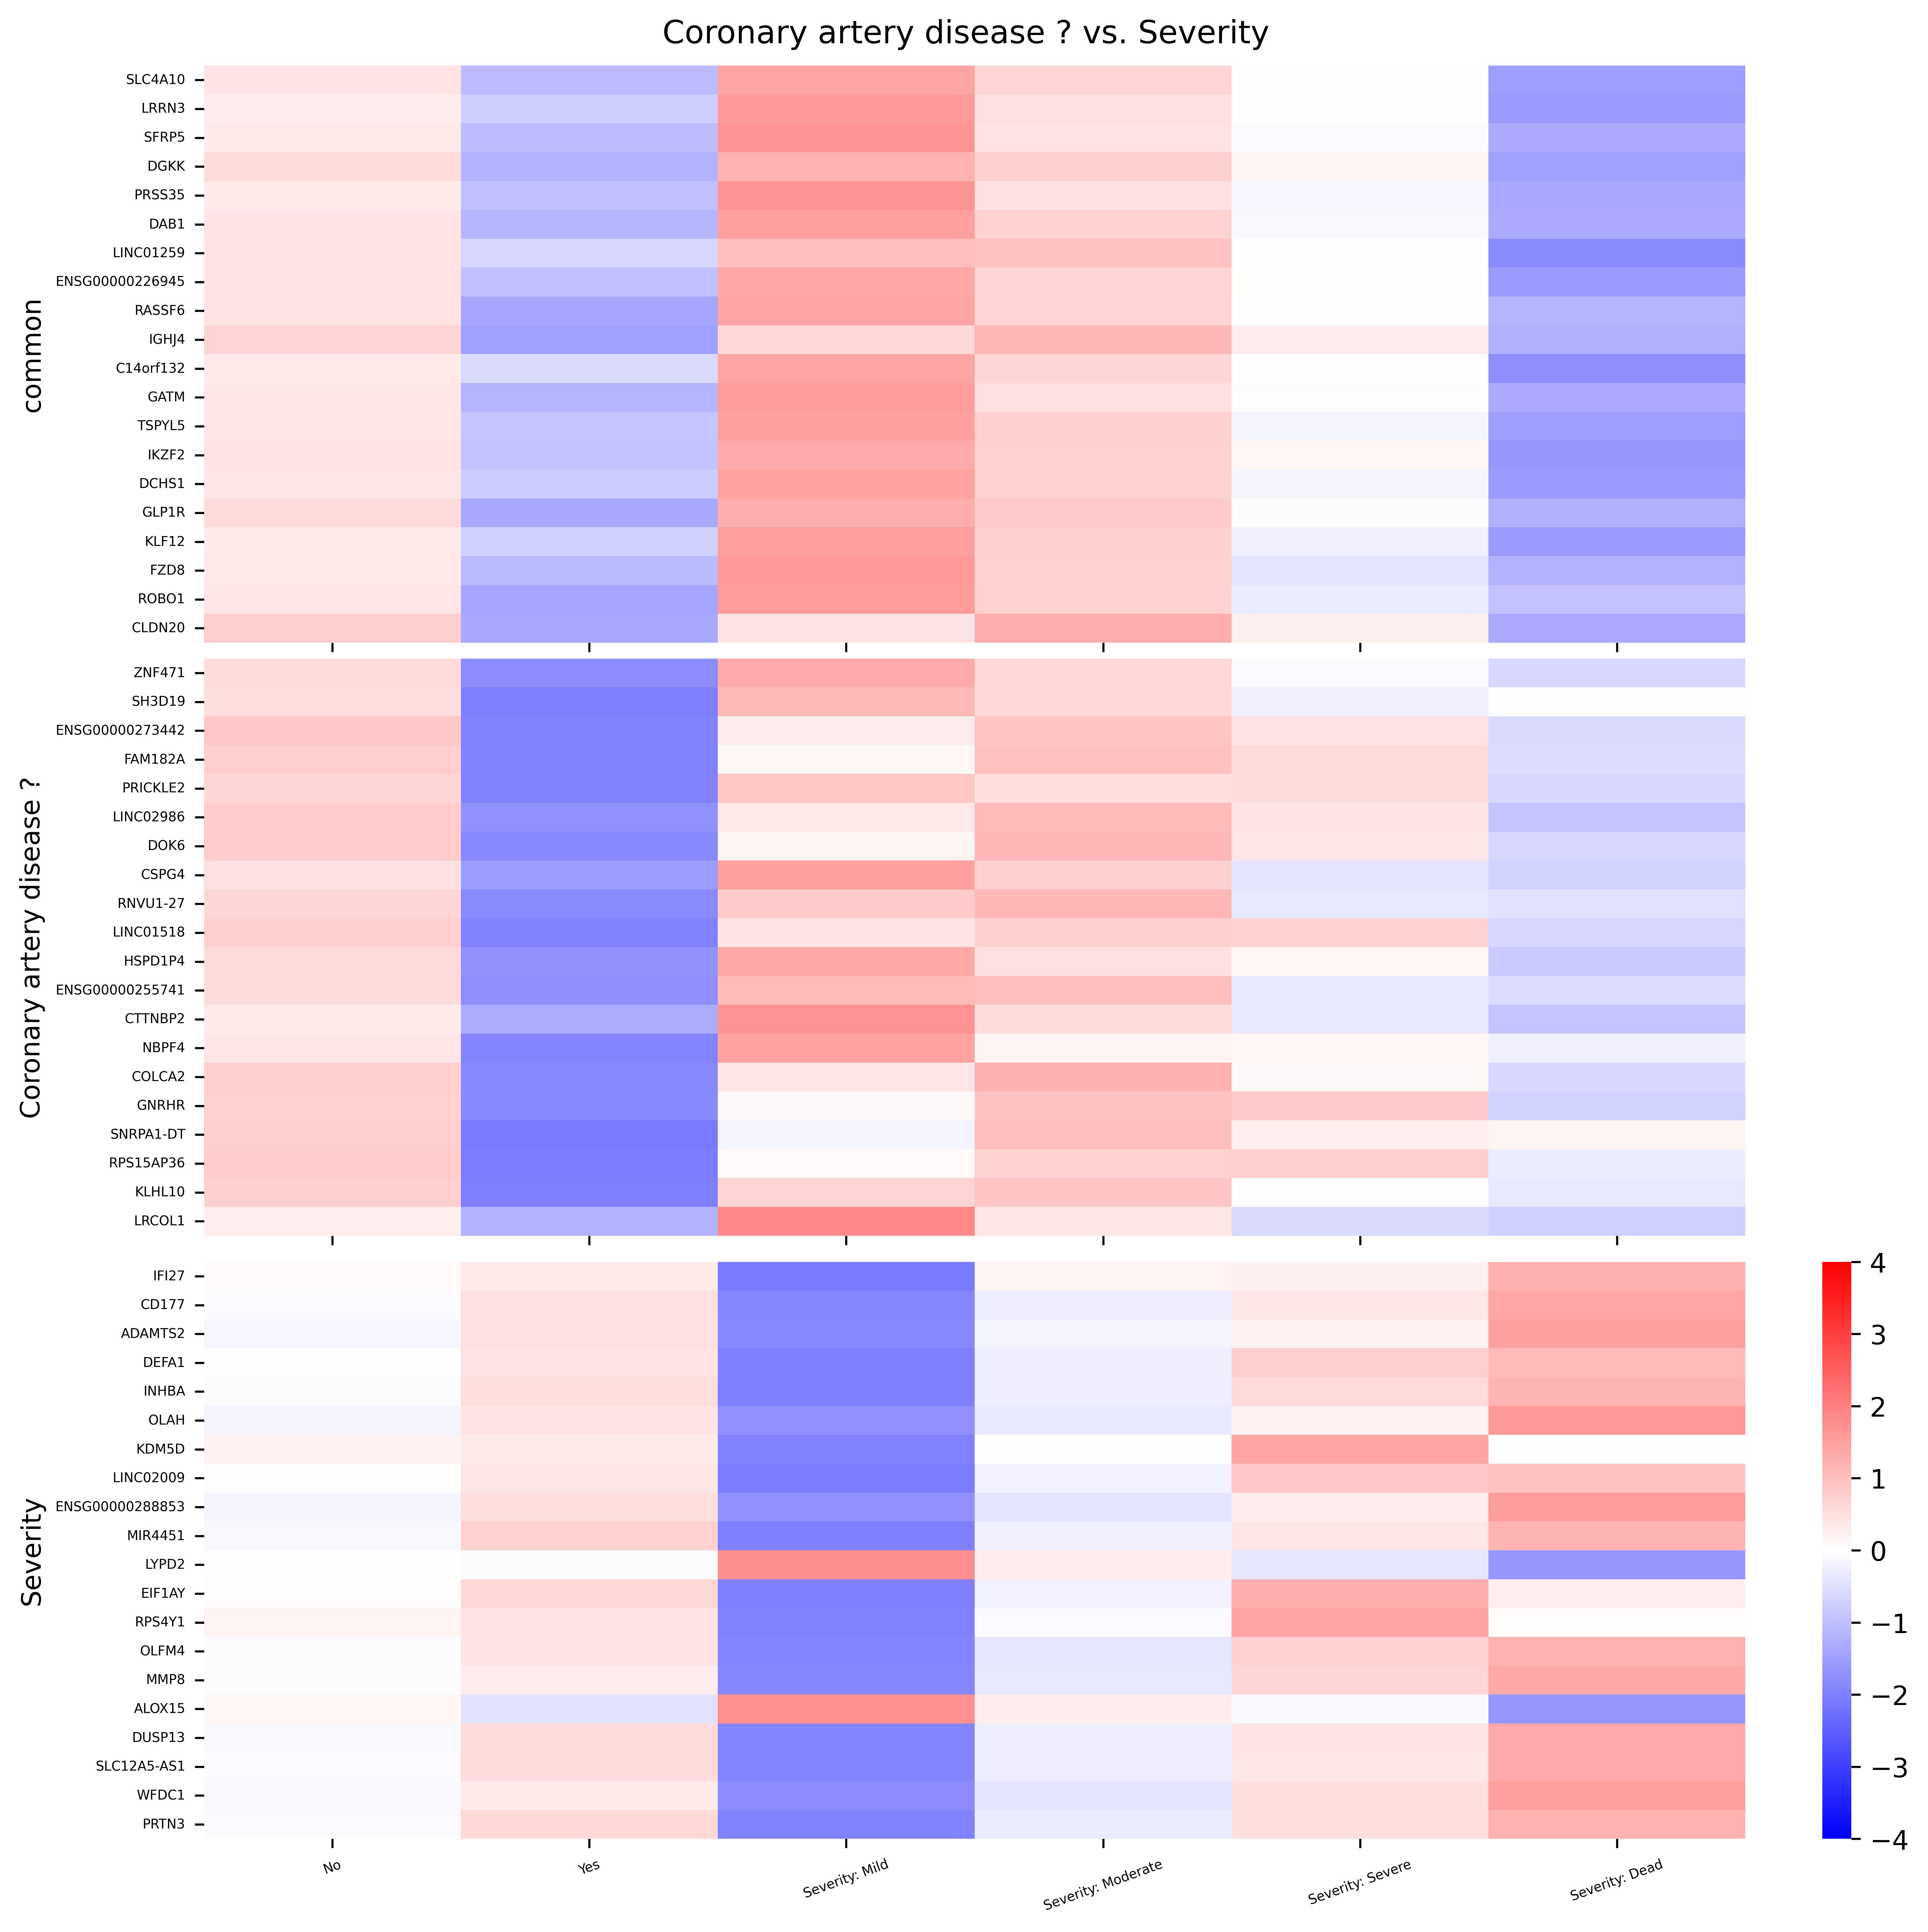 Coronary artery disease ? vs. Severity
common
SLC4A10
LRRN3
SFRP5
DGKK
PRSS35
DAB1
LINC01259
ENSG00000226945
RASSF6
IGHJ4
C14orf132
GATM
TSPYL5
IKZF2
DCHS1
GLP1R
KLF12
FZD8
ROBO1
CLDN20
Coronary artery disease ?
ZNF471
SH3D19
ENSG00000273442
FAM182A
PRICKLE2
LINC02986
DOK6
CSPG4
RNVU1-27
LINC01518
HSPD1P4
ENSG00000255741
CTTNBP2
NBPF4
COLCA2
GNRHR
SNRPA1-DT
RPS15AP36
KLHL10
LRCOL1
Severity
IFI27
CD177
ADAMTS2
DEFA1
INHBA
OLAH
KDM5D
LINC02009
ENSG00000288853
MIR4451
LYPD2
EIF1AY
RPS4Y1
OLFM4
MMP8
ALOX15
DUSP13
SLC12A5-AS1
WFDC1
PRTN3
4
3
2
1
0
−1
−2
−3
−4
No
Yes
Severity: Mild
Severity: Moderate
Severity: Severe
Severity: Dead